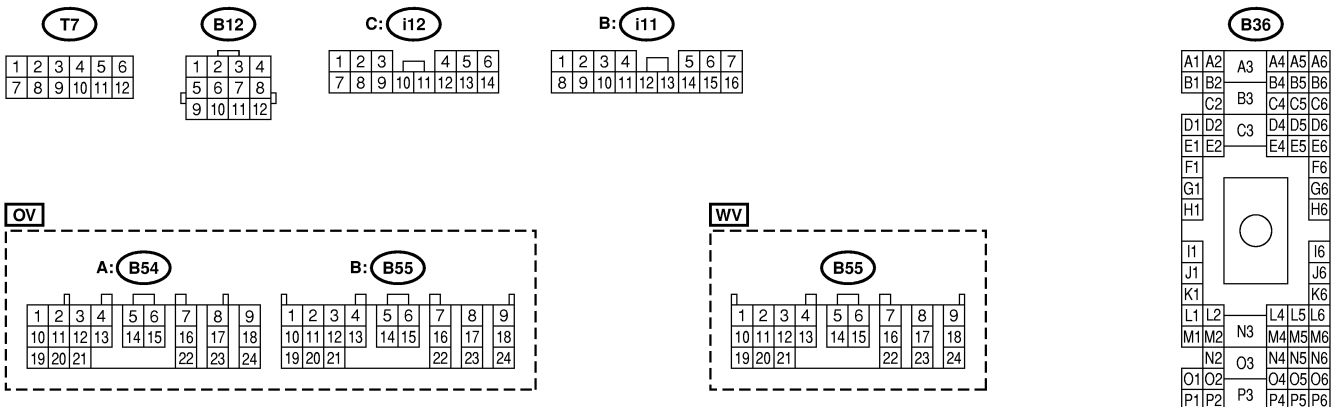 T7
1 2 3 4 5 6
7 8 9 10 11 12
B12
1 2 3 4
5 6 7 8
9 10 11 12
C: i12
1 2 3 4 5 6
7 8 9 10 11 12 13 14
B: i11
1 2 3 4 5 6 7
8 9 10 11 12 13 14 15 16
B36
A1 A2 A3 A4 A5 A6
B1 B2 B4 B5 B6
B3
C2 C4 C5 C6
D1 D2 C3 D4 D5 D6
E1 E2 E4 E5 E6
F1 F6
G1 G6
H1 H6
I1 I6
J1 J6
K1 K6
L1 L2 L4 L5 L6
M1 M2 N3 M4 M5 M6
N2 N4 N5 N6
O3
O1 O2 O4 O5 O6
P1 P2 P3 P4 P5 P6
OV
A: B54
1 2 3 4 5 6 7 8 9
10 11 12 13 14 15 16 17 18
19 20 21 22 23 24
B: B55
1 2 3 4 5 6 7 8 9
10 11 12 13 14 15 16 17 18
19 20 21 22 23 24
WV
B55
1 2 3 4 5 6 7 8 9
10 11 12 13 14 15 16 17 18
19 20 21 22 23 24